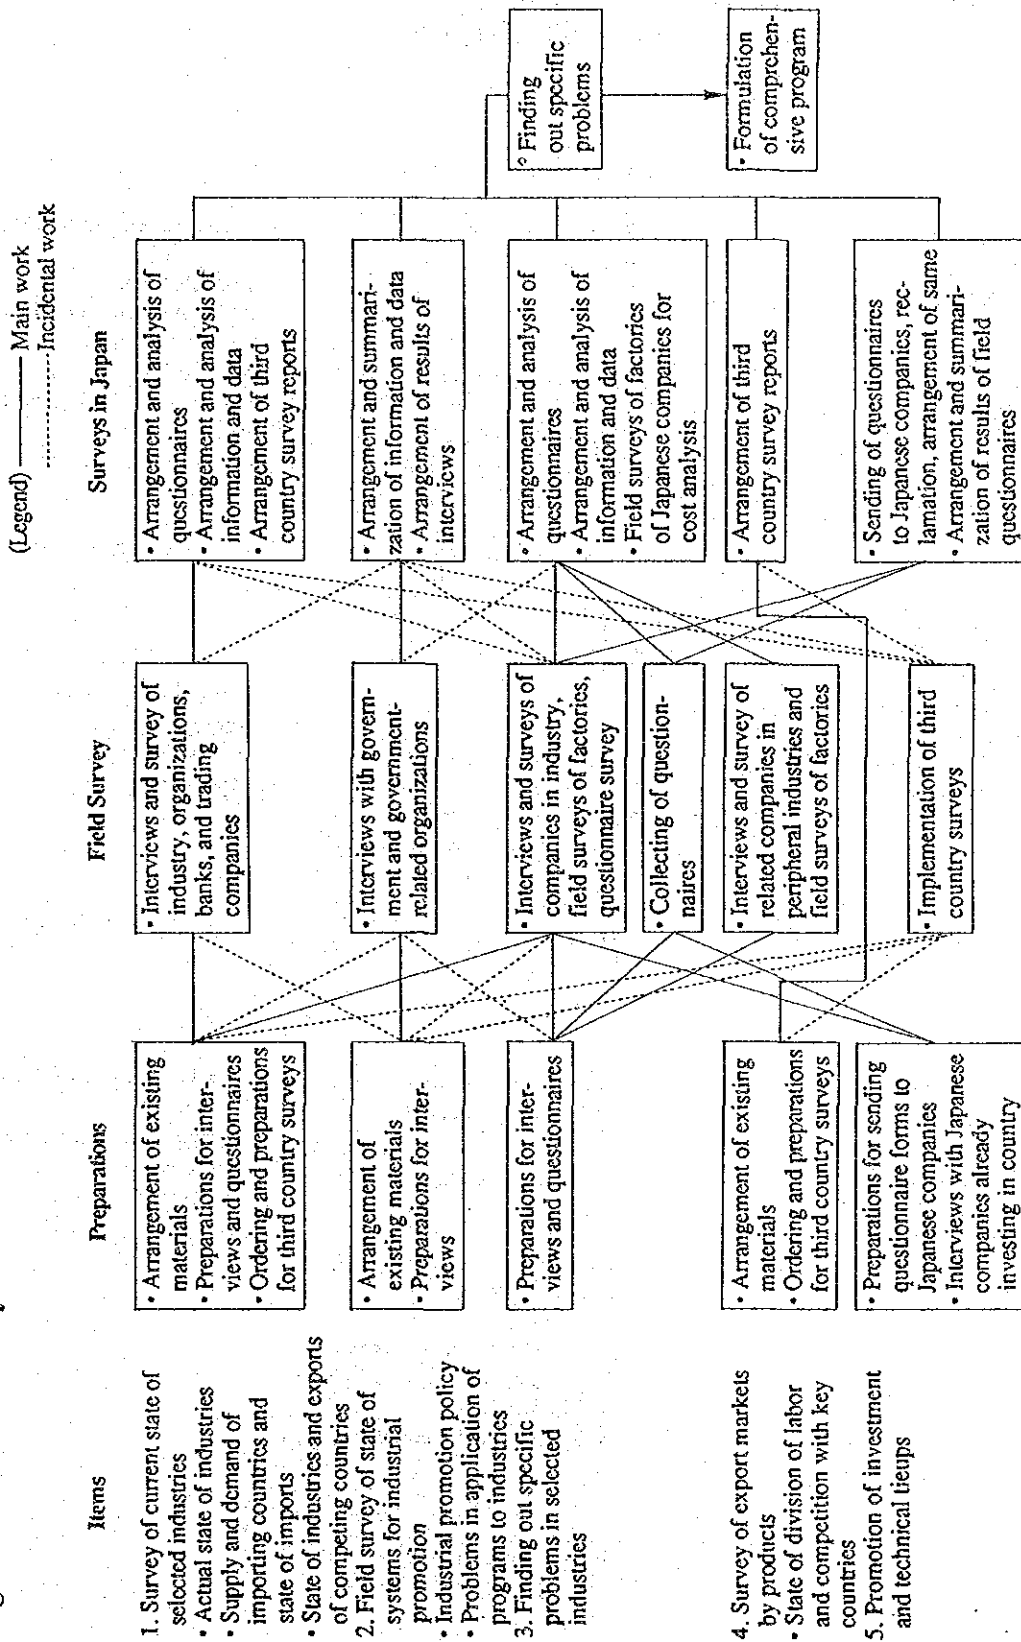 (Legend) ——— Main work
............ Incidental work
Items
Preparations
Field Survey
Surveys in Japan
1. Survey of current state of
selected industries
• Actual state of industries
• Supply and demand of
importing countries and
state of imports
• State of industries and exports
of competing countries
2. Field survey of state of
systems for industrial
promotion
• Industrial promotion policy
• Problems in application of
programs to industries
3. Finding out specific
problems in selected
industries
4. Survey of export markets
by products
• State of division of labor
and competition with key
countries
5. Promotion of investment
and technical tieups
• Arrangement of existing
materials
• Preparations for inter-
views and questionnaires
• Ordering and preparations
for third country surveys
• Arrangement of
existing materials
• Preparations for inter-
views
• Preparations for inter-
views and questionnaires
• Arrangement of existing
materials
• Ordering and preparations
for third country surveys
• Preparations for sending
questionnaire forms to
Japanese companies
• Interviews with Japanese
companies already
investing in country
• Interviews and survey of
industry, organizations,
banks, and trading
companies
• Interviews with govern-
ment and government-
related organizations
• Interviews and surveys of
companies in industry,
field surveys of factories,
questionnaire survey
• Collecting of question-
naires
• Interviews and survey of
related companies in
peripheral industries and
field surveys of factories
• Implementation of third
country surveys
• Arrangement and analysis of
questionnaires
• Arrangement and analysis of
information and data
• Arrangement of third
country survey reports
• Arrangement and summari-
zation of information and data
• Arrangement of results of
interviews
• Arrangement and analysis of
questionnaires
• Arrangement and analysis of
information and data
• Field surveys of factories
of Japanese companies for
cost analysis
• Arrangement of third
country survey reports
• Sending of questionnaires
to Japanese companies, rec-
lamation, arrangement of same
• Arrangement and summari-
zation of results of field
questionnaires
• Finding
out specific
problems
• Formulation
of comprehen-
sive program